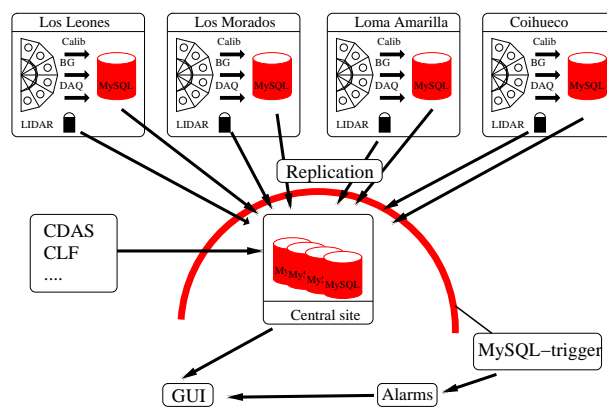 Los Leones
Los Morados
Loma Amarilla
Coihueco
Calib
BG
DAQ
MySQL
LIDAR
Calib
BG
DAQ
MySQL
LIDAR
Calib
BG
DAQ
MySQL
LIDAR
Calib
BG
DAQ
MySQL
LIDAR
Replication
CDAS
CLF
....
MySQL
Central site
MySQL−trigger
GUI
Alarms